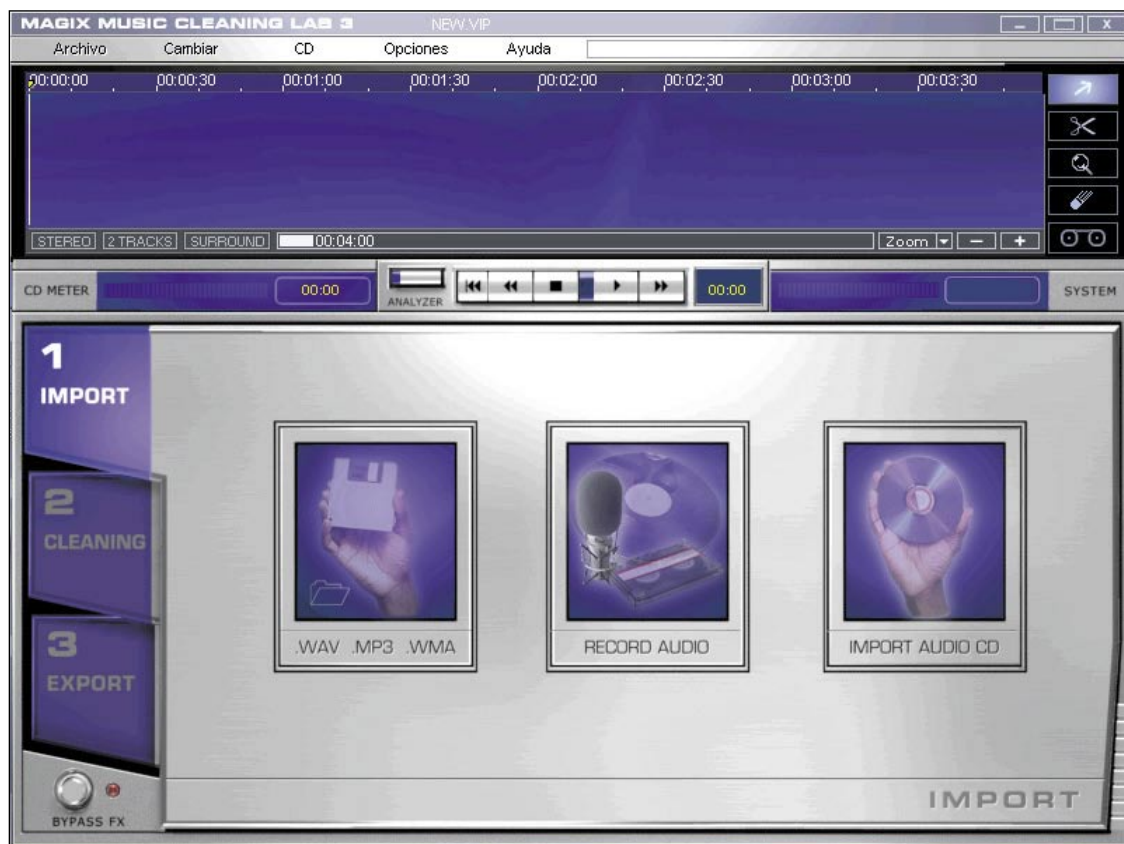 MAGIX MUSIC CLEANING LAB 3 NEW.VIP
Archivo Cambiar CD Opciones Ayuda
00:00:00 00:00:30 00:01:00 00:01:30 00:02:00 00:02:30 00:03:00 00:03:30
STEREO 2 TRACKS SURROUND 00:04:00 Zoom
CD METER 00:00 ANALYZER 00:00 SYSTEM
1
IMPORT
2
CLEANING
3
EXPORT
.WAV .MP3 .WMA
RECORD AUDIO
IMPORT AUDIO CD
BYPASS FX
IMPORT